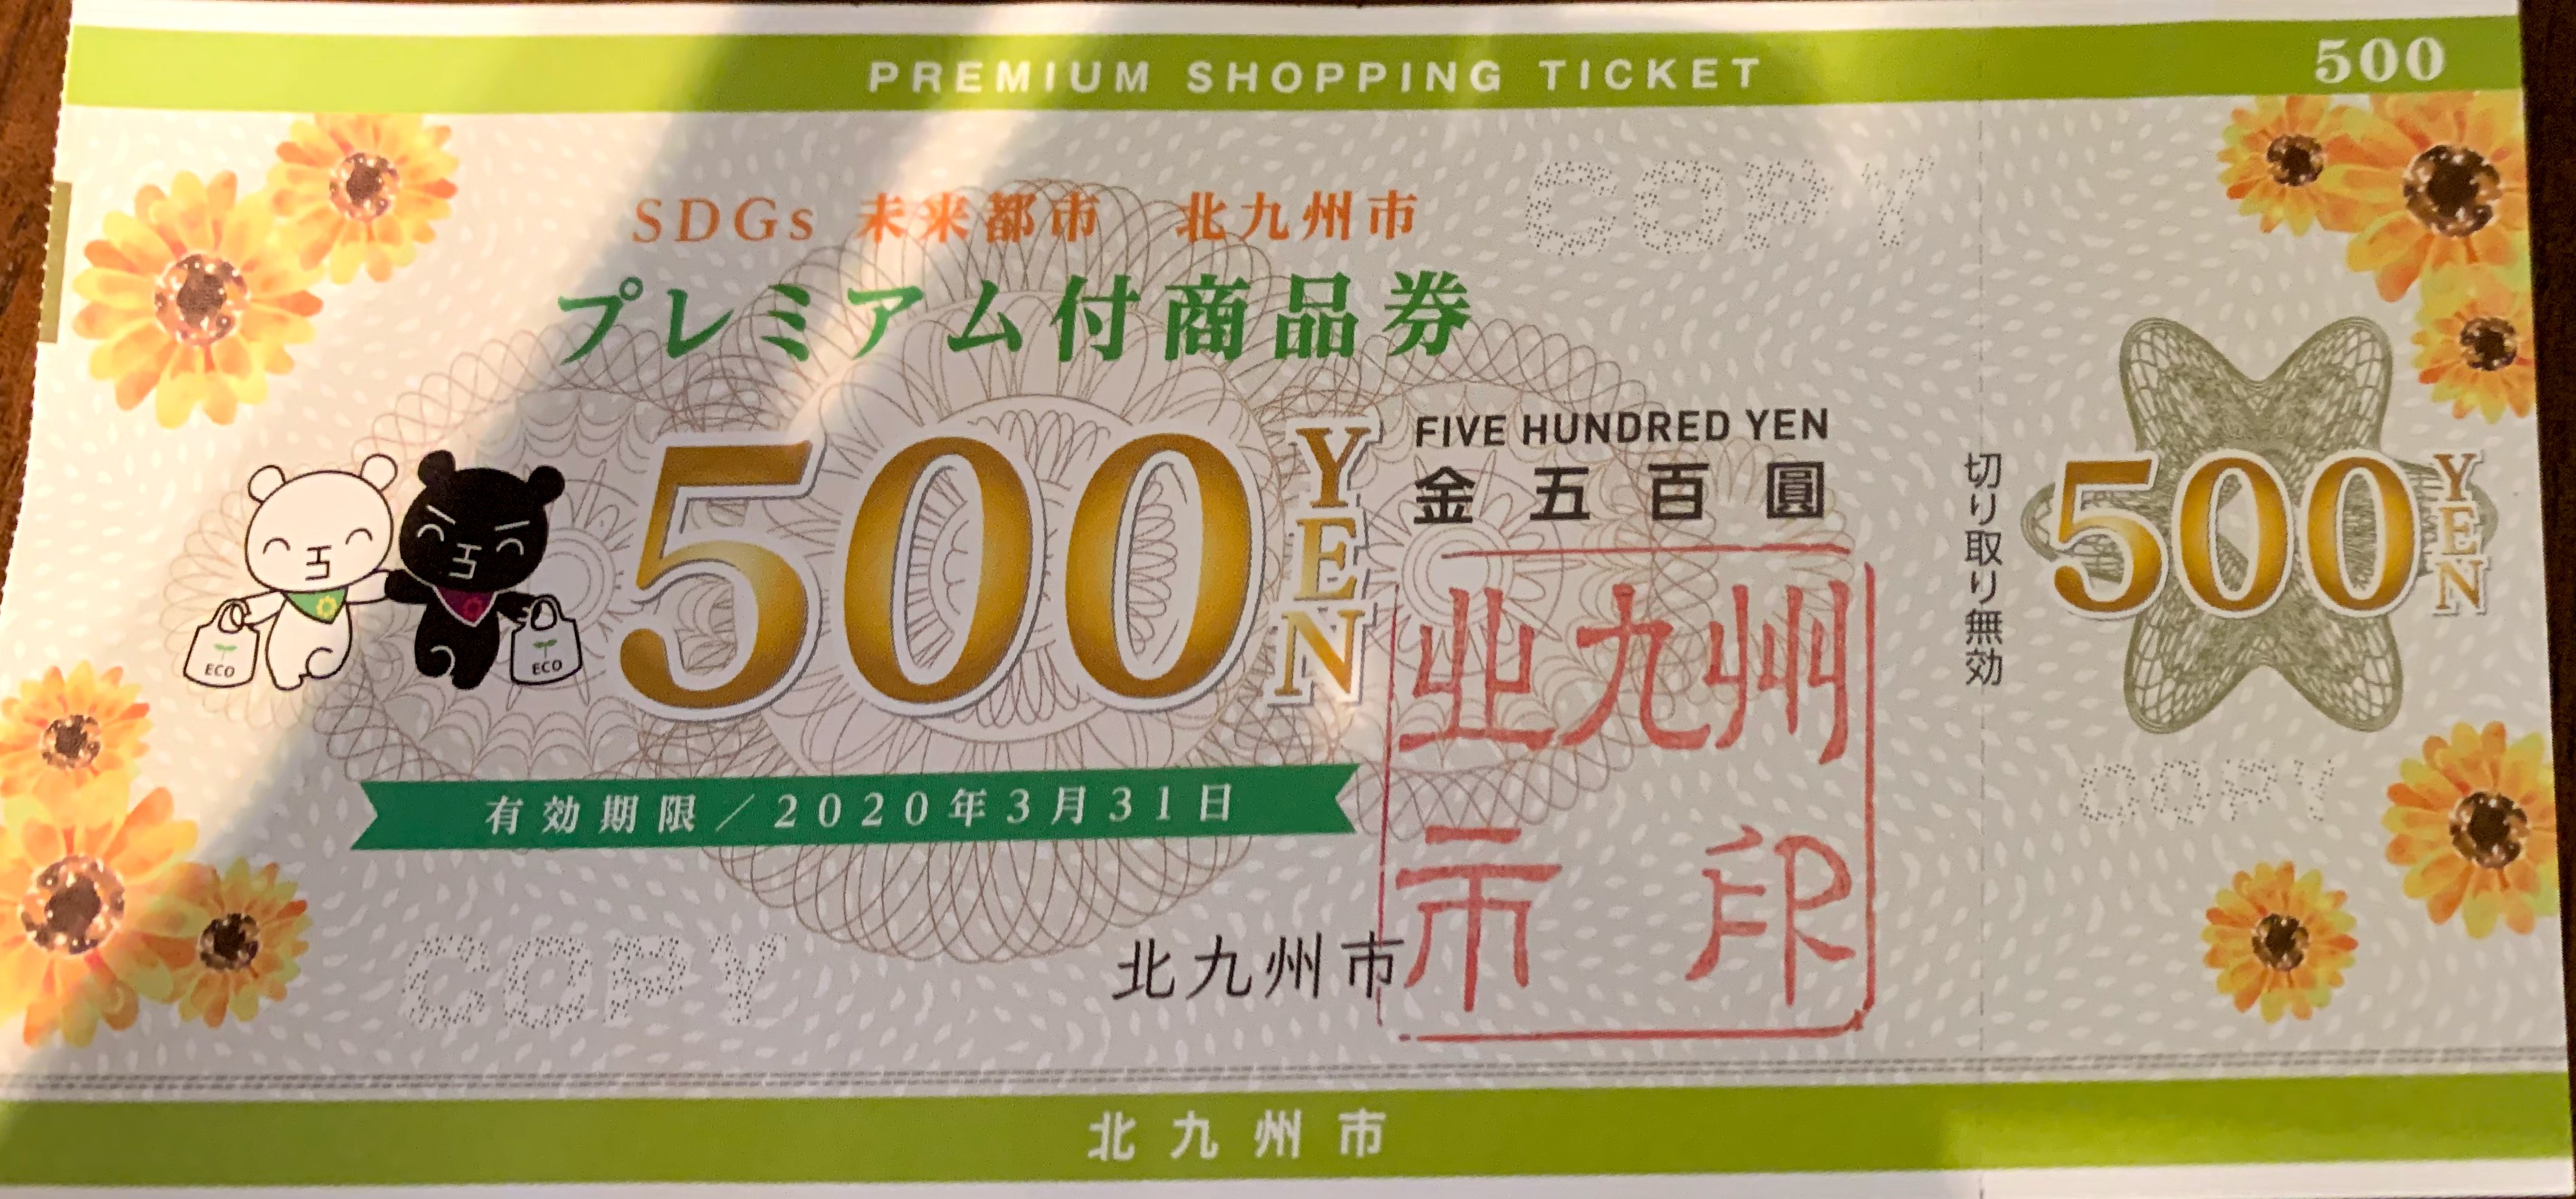 PREMIUM SHOPPING TICKET
500
COPY
SDGs 未来都市 北九州市
プレミアム付商品券
500 YEN
FIVE HUNDRED YEN
金五百圓
切り取り無効
500 YEN
ECO
ECO
北九州
市印
有効期限/2020年3月31日
COPY
COPY
北九州市
北九州市